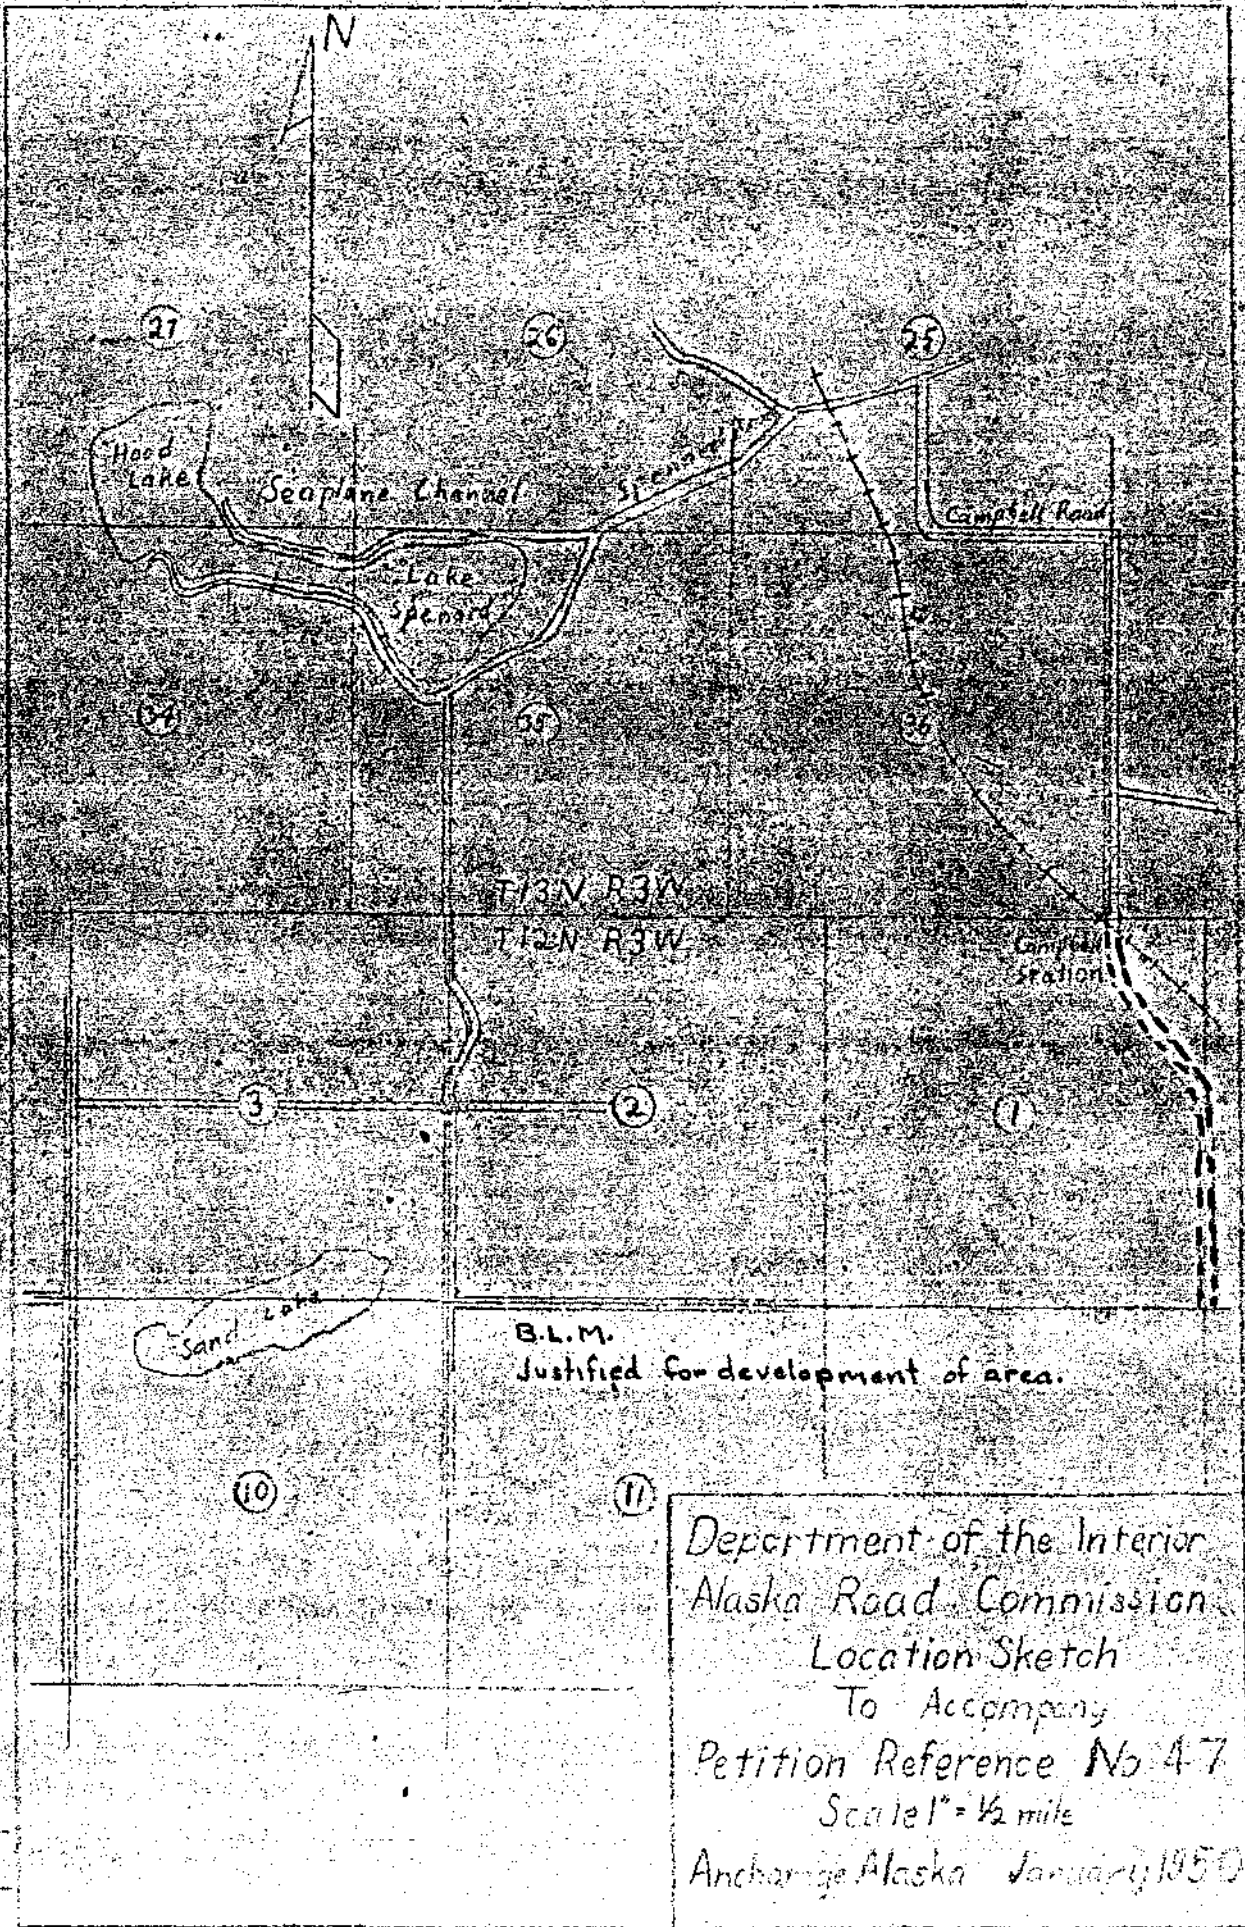 N
27
26
25
Hood
Lake
Seaplane Channel
Campbell Road
Lake
Spenard
34
35
36
T13N R3W
T12N R3W
Campbell
Station
3
2
1
Sand Lake
B.L.M.
Justified for development of area.
10
11
Department of the Interior
Alaska Road Commission
Location Sketch
To Accompany
Petition Reference No 47
Scale 1" = ½ mile
Anchorage Alaska January 1950